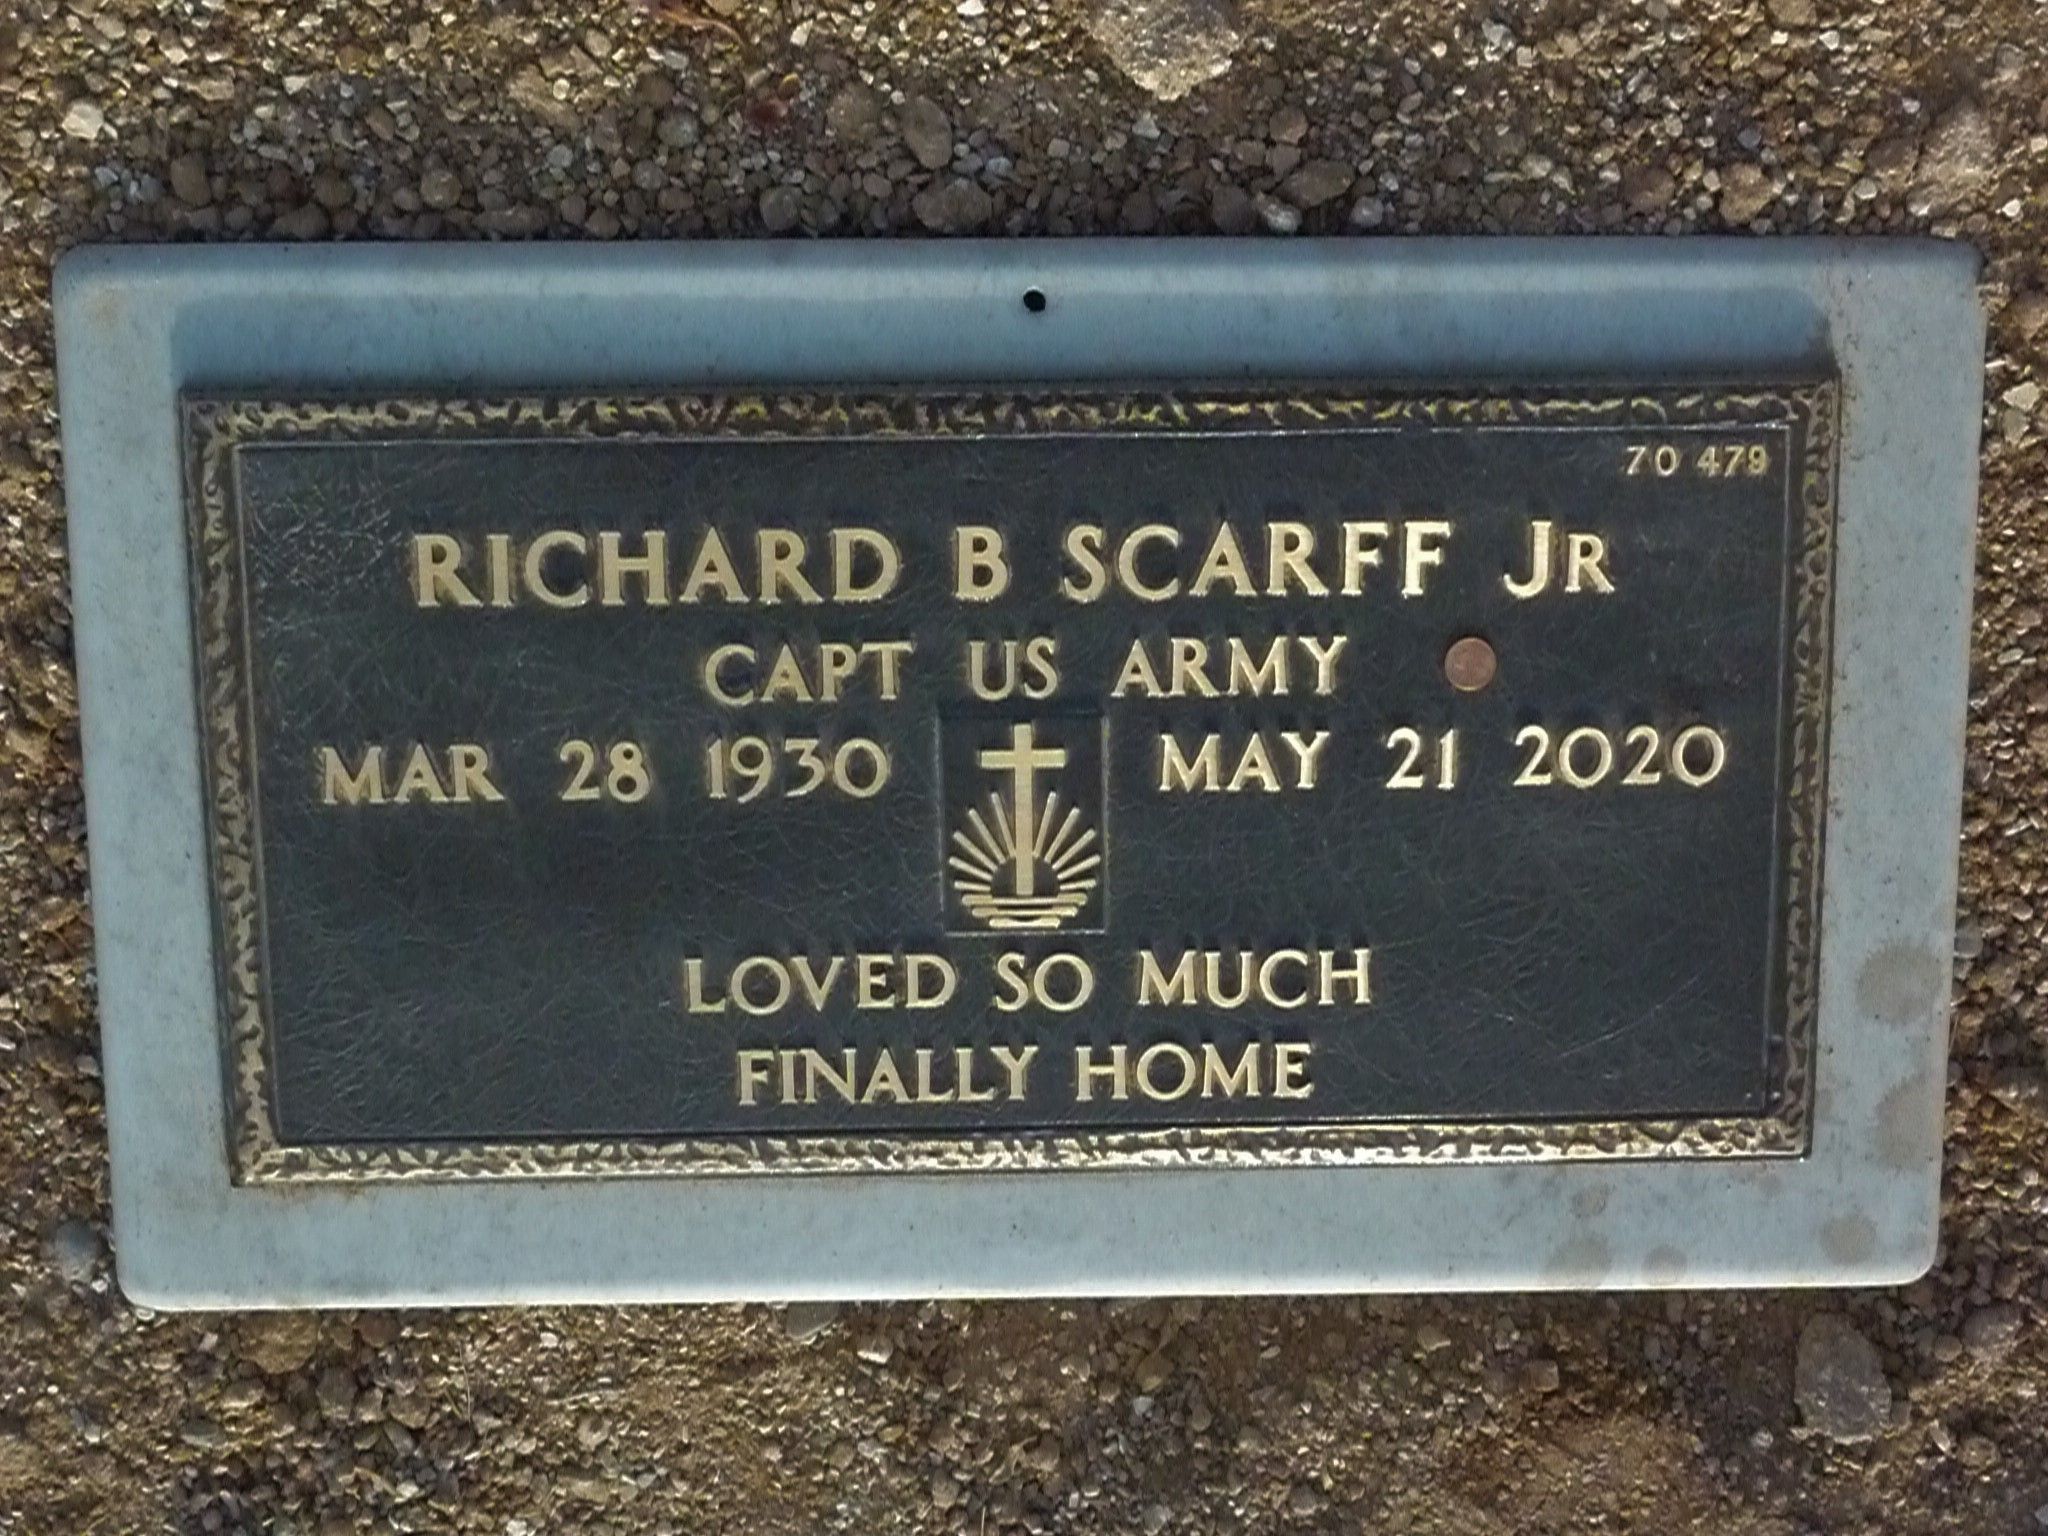 70 479
RICHARD B SCARFF JR
CAPT US ARMY
MAR 28 1930 MAY 21 2020
LOVED SO MUCH
FINALLY HOME